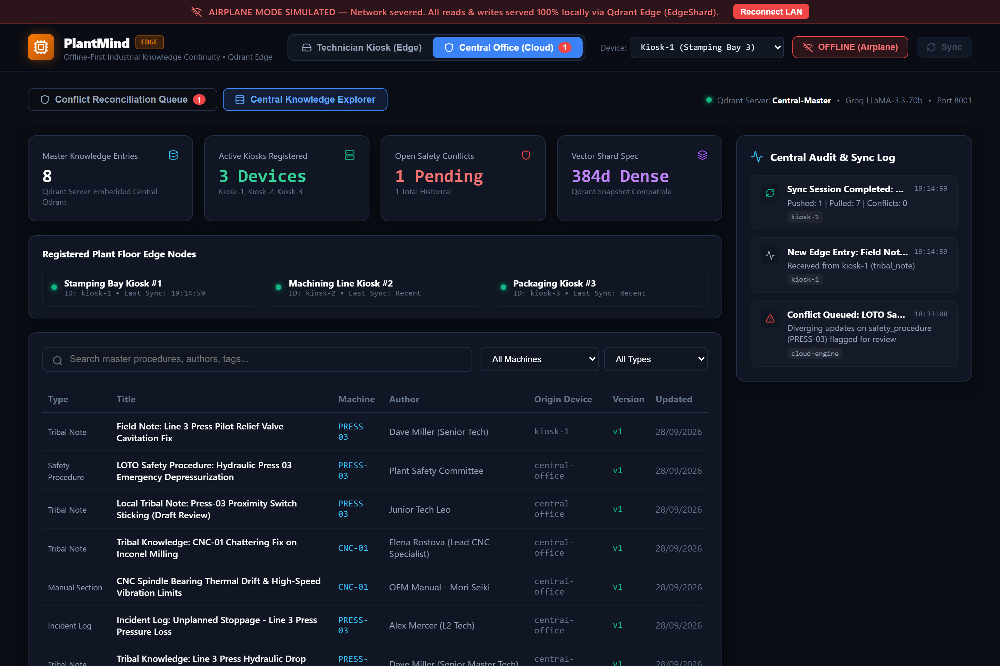 AIRPLANE MODE SIMULATED — Network severed. All reads & writes served 100% locally via Qdrant Edge (EdgeShard).
Reconnect LAN
PlantMind
EDGE
Offline-First Industrial Knowledge Continuity • Qdrant Edge
Technician Kiosk (Edge)
Central Office (Cloud) 1
Device:
Kiosk-1 (Stamping Bay 3)
OFFLINE (Airplane)
Sync
Conflict Reconciliation Queue 1
Central Knowledge Explorer
Qdrant Server: Central-Master • Groq LLaMA-3.3-70b • Port 8001
Master Knowledge Entries
8
Qdrant Server: Embedded Central
Qdrant
Active Kiosks Registered
3 Devices
Kiosk-1, Kiosk-2, Kiosk-3
Open Safety Conflicts
1 Pending
1 Total Historical
Vector Shard Spec
384d Dense
Qdrant Snapshot Compatible
Registered Plant Floor Edge Nodes
Stamping Bay Kiosk #1
ID: kiosk-1 • Last Sync: 19:14:59
Machining Line Kiosk #2
ID: kiosk-2 • Last Sync: Recent
Packaging Kiosk #3
ID: kiosk-3 • Last Sync: Recent
Central Audit & Sync Log
Sync Session Completed: ... 19:14:59
Pushed: 1 | Pulled: 7 | Conflicts: 0
kiosk-1
New Edge Entry: Field Not... 19:14:59
Received from kiosk-1 (tribal_note)
kiosk-1
Conflict Queued: LOTO Sa... 18:33:08
Diverging updates on safety_procedure
(PRESS-03) flagged for review
cloud-engine
Search master procedures, authors, tags...
All Machines
All Types
Type Title Machine Author Origin Device Version Updated
Tribal Note
Field Note: Line 3 Press Pilot Relief Valve
Cavitation Fix
PRESS-
03
Dave Miller (Senior Tech)
kiosk-1
v1
28/09/2026
Safety
Procedure
LOTO Safety Procedure: Hydraulic Press 03
Emergency Depressurization
PRESS-
03
Plant Safety Committee
central-
office
v1
28/09/2026
Tribal Note
Local Tribal Note: Press-03 Proximity Switch
Sticking (Draft Review)
PRESS-
03
Junior Tech Leo
central-
office
v1
28/09/2026
Tribal Note
Tribal Knowledge: CNC-01 Chattering Fix on
Inconel Milling
CNC-01
Elena Rostova (Lead CNC
Specialist)
central-
office
v1
28/09/2026
Manual Section
CNC Spindle Bearing Thermal Drift & High-Speed
Vibration Limits
CNC-01
OEM Manual - Mori Seiki
central-
office
v1
28/09/2026
Incident Log
Incident Log: Unplanned Stoppage - Line 3 Press
Pressure Loss
PRESS-
03
Alex Mercer (L2 Tech)
central-
office
v1
28/09/2026
Tribal Note
Tribal Knowledge: Line 3 Press Hydraulic Drop
PRESS-
Dave Miller (Senior Master Tech)
central-
v1
28/09/2026